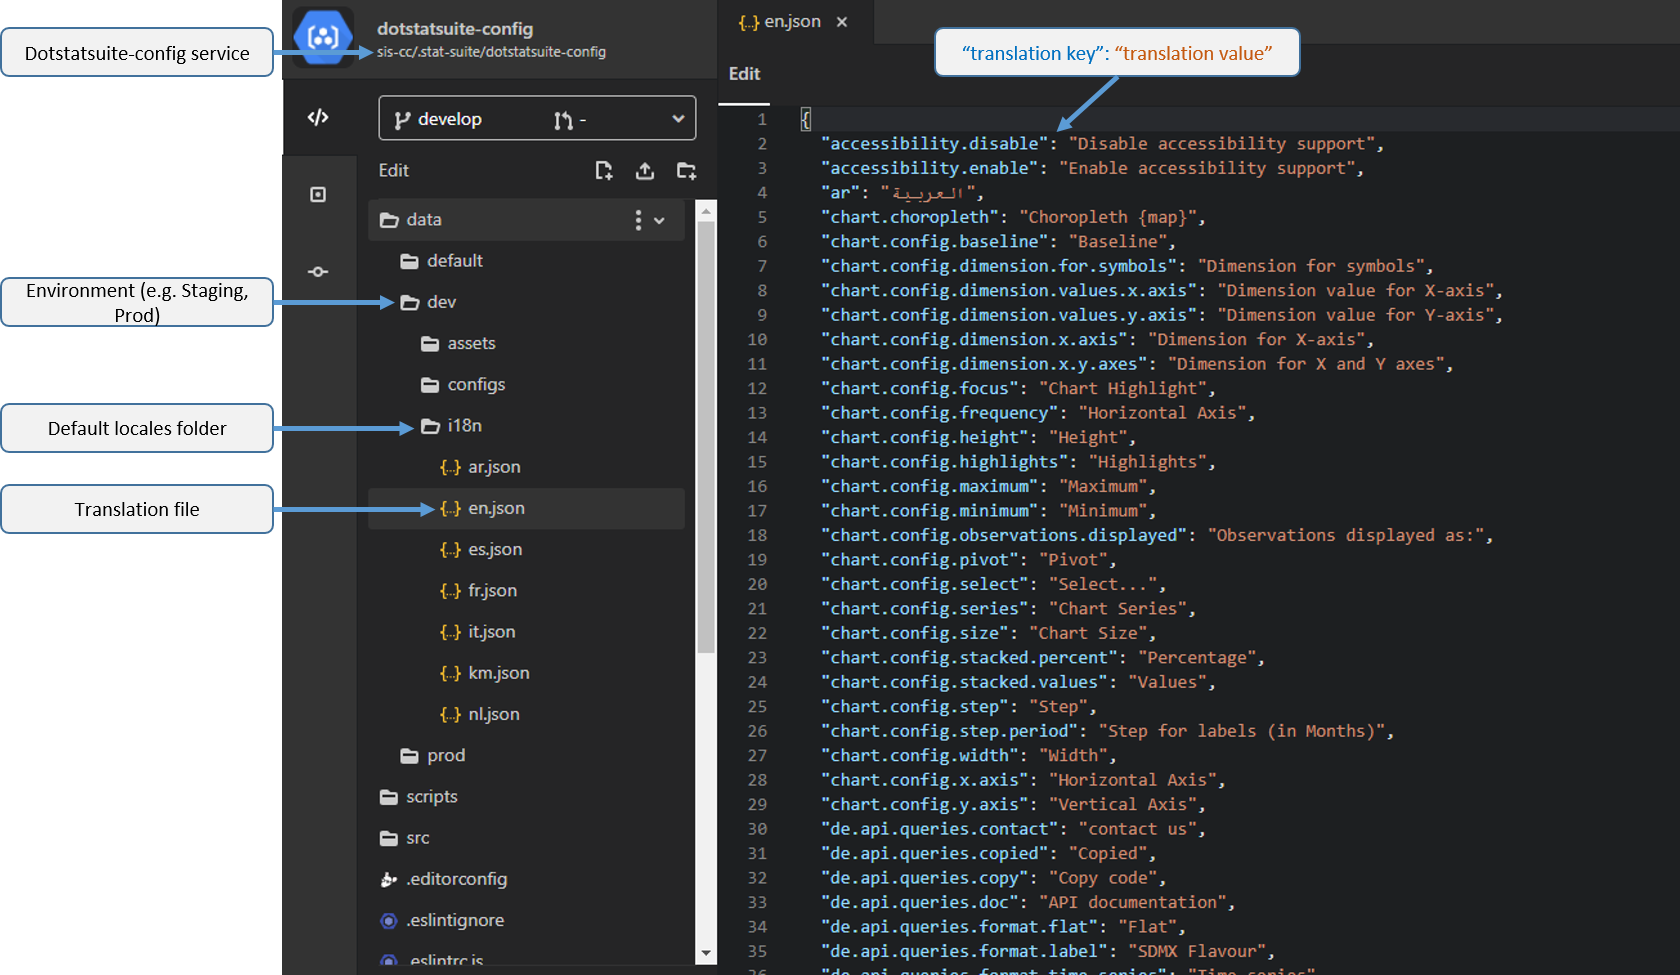 Dotstatsuite-config service
Environment (e.g. Staging,
Prod)
Default locales folder
Translation file
dotstatsuite-config
sis-cc/.stat-suite/dotstatsuite-config
develop
-
Edit
data
default
dev
assets
configs
i18n
{..} ar.json
{..} en.json
{..} es.json
{..} fr.json
{..} it.json
{..} km.json
{..} nl.json
prod
scripts
src
.editorconfig
.eslintignore
.eslintrc.js
{..} en.json ×
Edit
“translation key”: “translation value”
1 {
2 "accessibility.disable": "Disable accessibility support",
3 "accessibility.enable": "Enable accessibility support",
4 "ar": "العربية",
5 "chart.choropleth": "Choropleth {map}",
6 "chart.config.baseline": "Baseline",
7 "chart.config.dimension.for.symbols": "Dimension for symbols",
8 "chart.config.dimension.values.x.axis": "Dimension value for X-axis",
9 "chart.config.dimension.values.y.axis": "Dimension value for Y-axis",
10 "chart.config.dimension.x.axis": "Dimension for X-axis",
11 "chart.config.dimension.x.y.axes": "Dimension for X and Y axes",
12 "chart.config.focus": "Chart Highlight",
13 "chart.config.frequency": "Horizontal Axis",
14 "chart.config.height": "Height",
15 "chart.config.highlights": "Highlights",
16 "chart.config.maximum": "Maximum",
17 "chart.config.minimum": "Minimum",
18 "chart.config.observations.displayed": "Observations displayed as:",
19 "chart.config.pivot": "Pivot",
20 "chart.config.select": "Select...",
21 "chart.config.series": "Chart Series",
22 "chart.config.size": "Chart Size",
23 "chart.config.stacked.percent": "Percentage",
24 "chart.config.stacked.values": "Values",
25 "chart.config.step": "Step",
26 "chart.config.step.period": "Step for labels (in Months)",
27 "chart.config.width": "Width",
28 "chart.config.x.axis": "Horizontal Axis",
29 "chart.config.y.axis": "Vertical Axis",
30 "de.api.queries.contact": "contact us",
31 "de.api.queries.copied": "Copied",
32 "de.api.queries.copy": "Copy code",
33 "de.api.queries.doc": "API documentation",
34 "de.api.queries.format.flat": "Flat",
35 "de.api.queries.format.label": "SDMX Flavour",
36 "de.api.queries.format.time.series": "Time series"